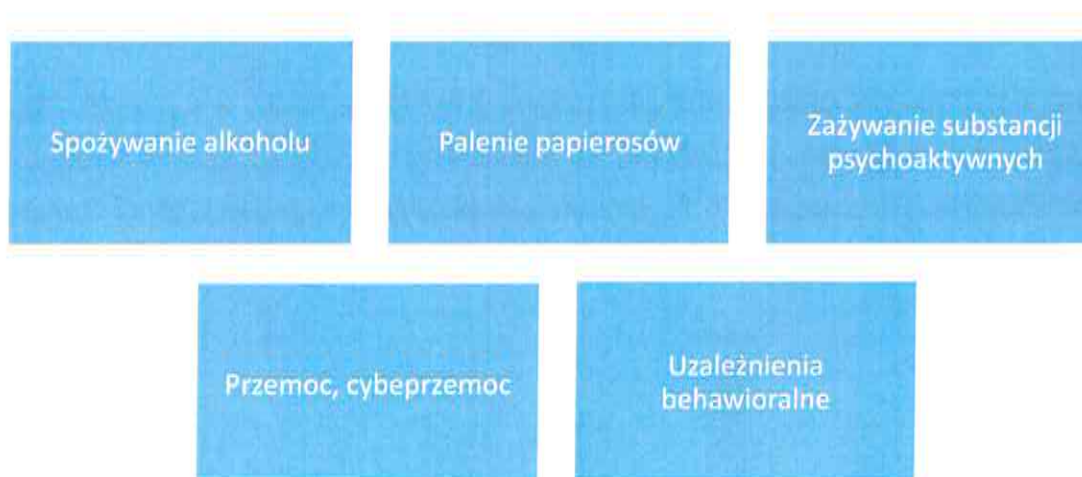 Spożywanie alkoholu
Palenie papierosów
Zażywanie substancji
psychoaktywnych
Przemoc, cybeprzemoc
Uzależnienia
behawioralne